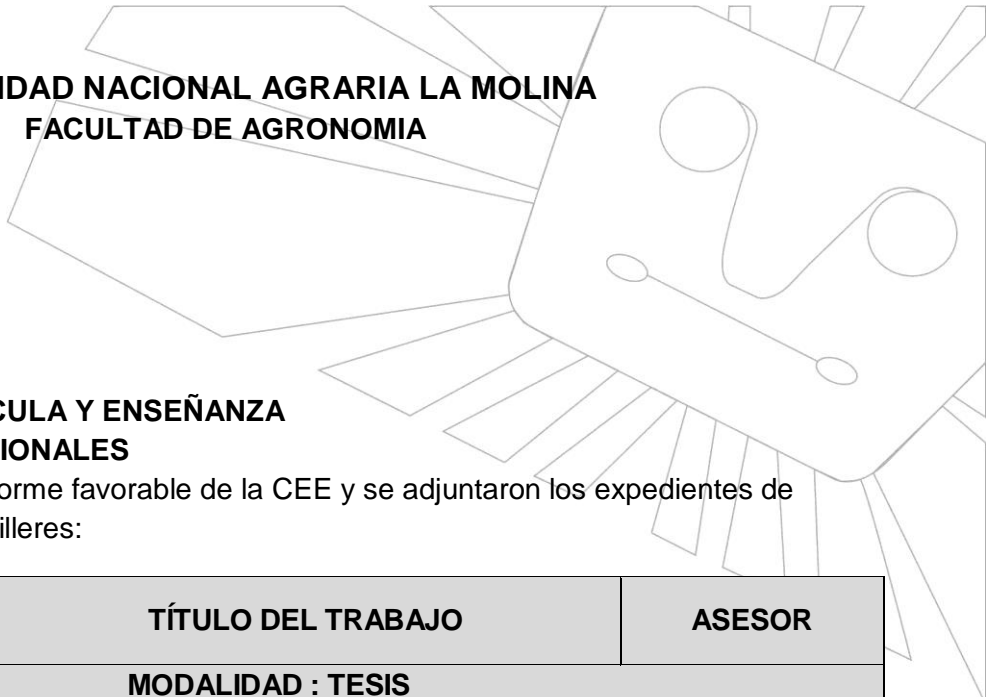 IDAD NACIONAL AGRARIA LA MOLINA
FACULTAD DE AGRONOMIA
CULA Y ENSEÑANZA
IONALES
orme favorable de la CEE y se adjuntaron los expedientes de
illeres:
TÍTULO DEL TRABAJO ASESOR
MODALIDAD : TESIS